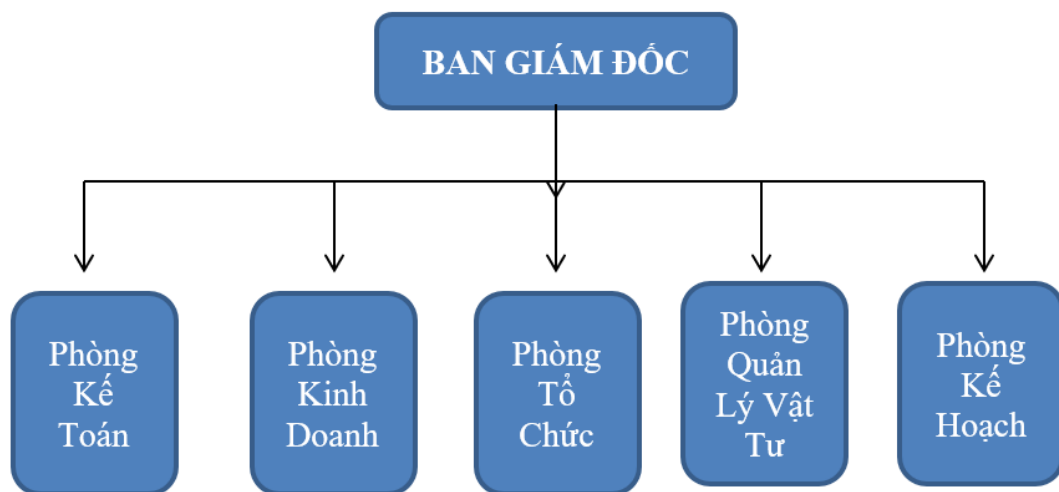 BAN GIÁM ĐỐC
Phòng
Kế
Toán
Phòng
Kinh
Doanh
Phòng
Tổ
Chức
Phòng
Quản
Lý Vật
Tư
Phòng
Kế
Hoạch